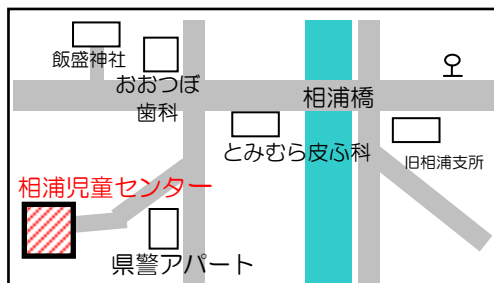 飯盛神社
おおつぼ
歯科
相浦橋
とみむら皮ふ科
旧相浦支所
相浦児童センター
県警アパート